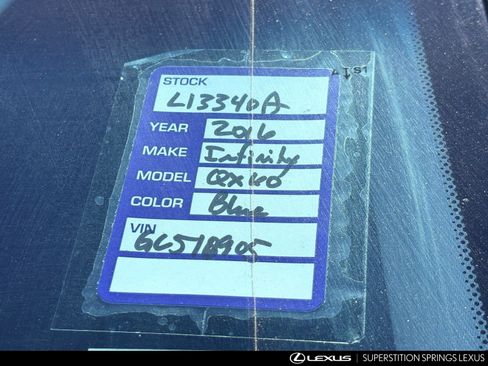 STOCK
L13340A
YEAR 2016
MAKE Infinity
MODEL QX60
COLOR Blue
VIN
GC518905
LEXUS SUPERSTITION SPRINGS LEXUS